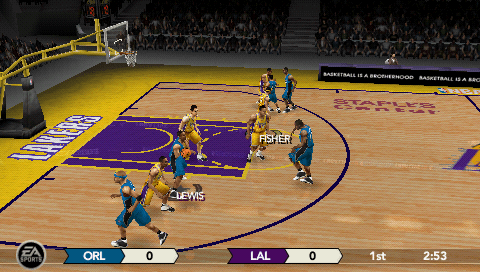 BASKETBALL IS A BROTHERHOOD BASKETBALL IS A BRO
STAPLES
Center
FISHER
LAKERS
LEWIS
EA
SPORTS
ORL 0 LAL 0 1st 2:53